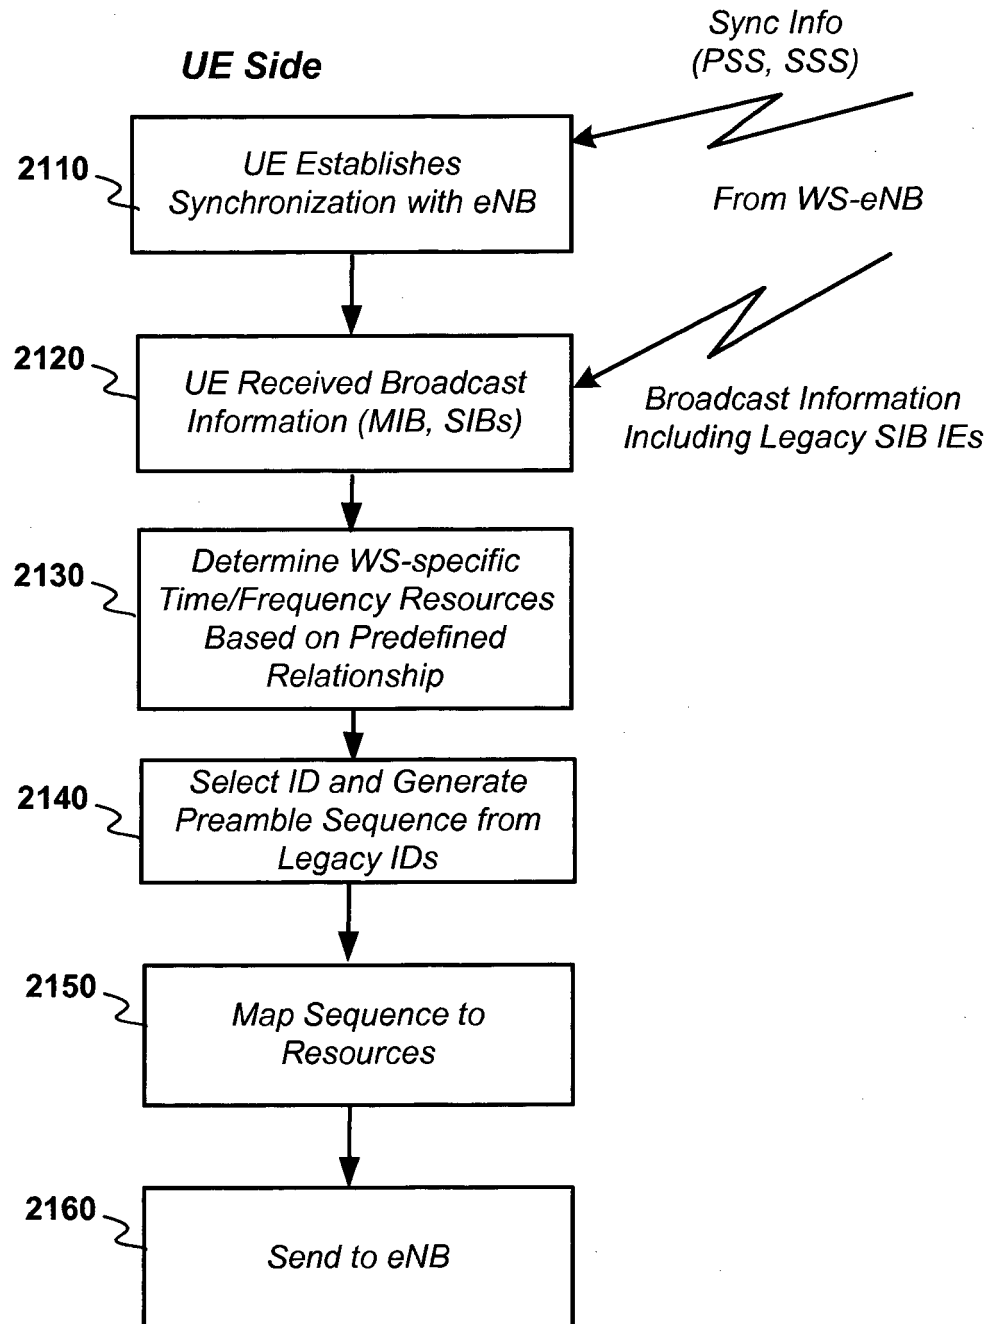 Sync Info
(PSS, SSS)
UE Side
2110
UE Establishes
Synchronization with eNB
From WS-eNB
2120
UE Received Broadcast
Information (MIB, SIBs)
Broadcast Information
Including Legacy SIB IEs
2130
Determine WS-specific
Time/Frequency Resources
Based on Predefined
Relationship
2140
Select ID and Generate
Preamble Sequence from
Legacy IDs
2150
Map Sequence to
Resources
2160
Send to eNB